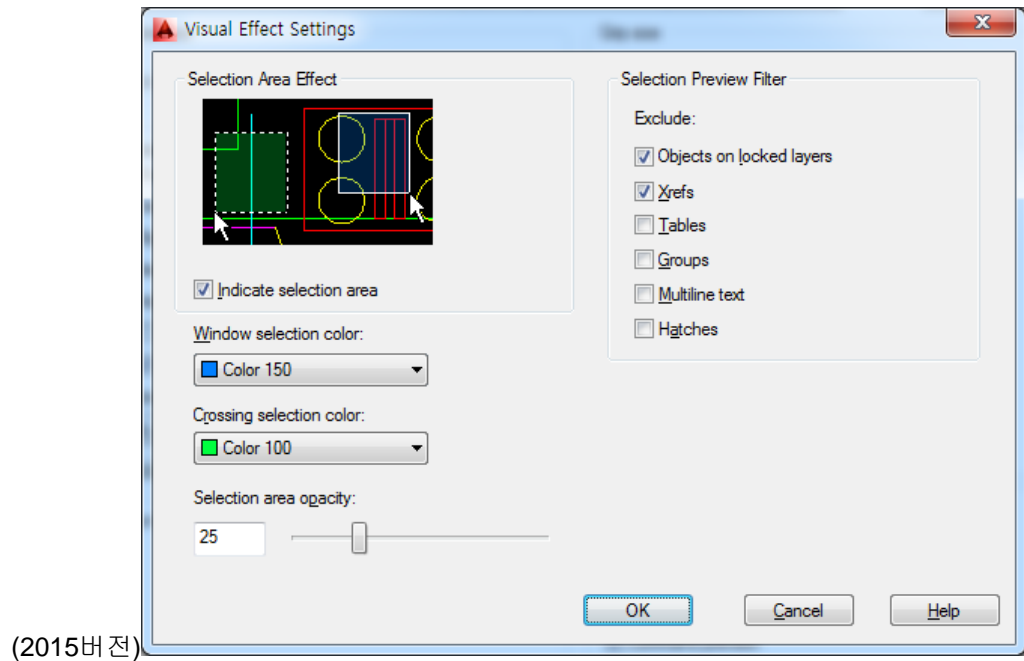 Visual Effect Settings
Selection Area Effect
Indicate selection area
Window selection color:
Color 150
Crossing selection color:
Color 100
Selection area opacity:
25
Selection Preview Filter
Exclude:
Objects on locked layers
Xrefs
Tables
Groups
Multiline text
Hatches
OK
Cancel
Help
(2015버전)